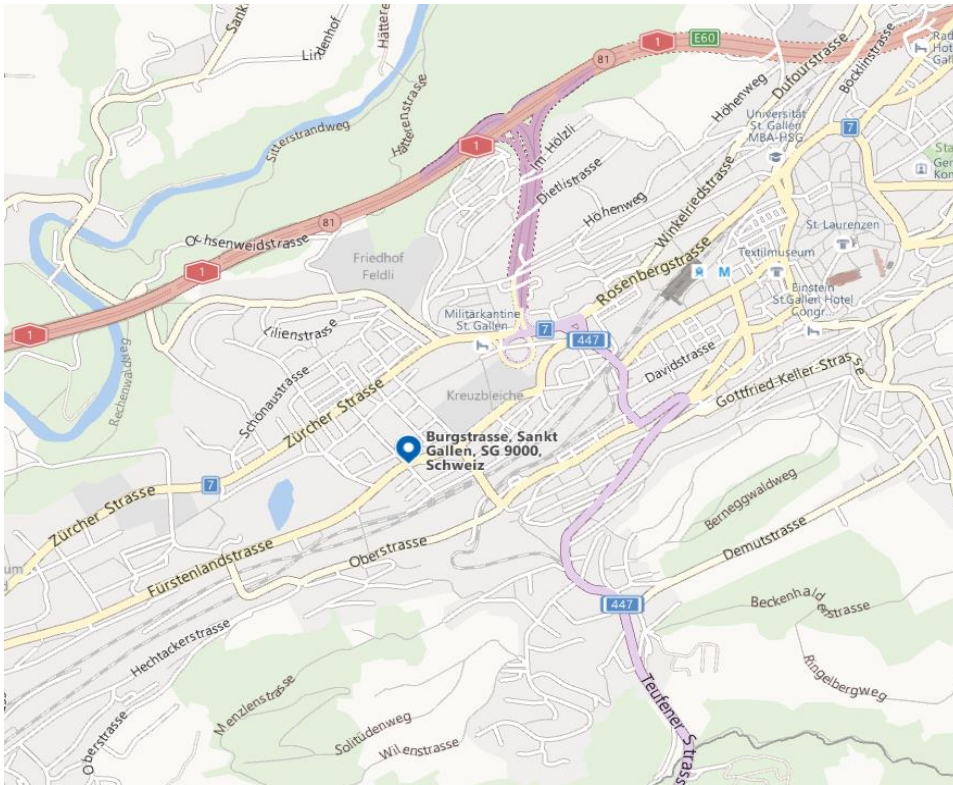 Lindenhof
Sitterstrandweg
Hätterenstrasse
1
E60
81
Höhenweg
Dufourstrasse
Böcklinstrasse
Universität
St. Gallen
MBA-HSG
7
1
Im Hölzli
Dietlistrasse
Höhenweg
Winkelriedstrasse
Ochsenweidstrasse
81
1
Friedhof
Feldli
Rosenbergstrasse
M
St. Laurenzen
Textilmuseum
Einstein
St.Gallen Hotel
Congr.
1
Rechenwaldweg
Lilienstrasse
Militärkantine
St. Gallen
7
447
Davidstrasse
Gottfried-Keller-Strasse
Schönaustrasse
Zürcher Strasse
Kreuzbleiche
Burgstrasse, Sankt
Gallen, SG 9000,
Schweiz
7
Zürcher Strasse
Fürstenlandstrasse
Oberstrasse
Berneggwaldweg
Demutstrasse
447
Beckenhalderstrasse
Ringelbergweg
Hechtackerstrasse
Menzlenstrasse
Solitüdenweg
Wilenstrasse
Oberstrasse
Teufener Strass